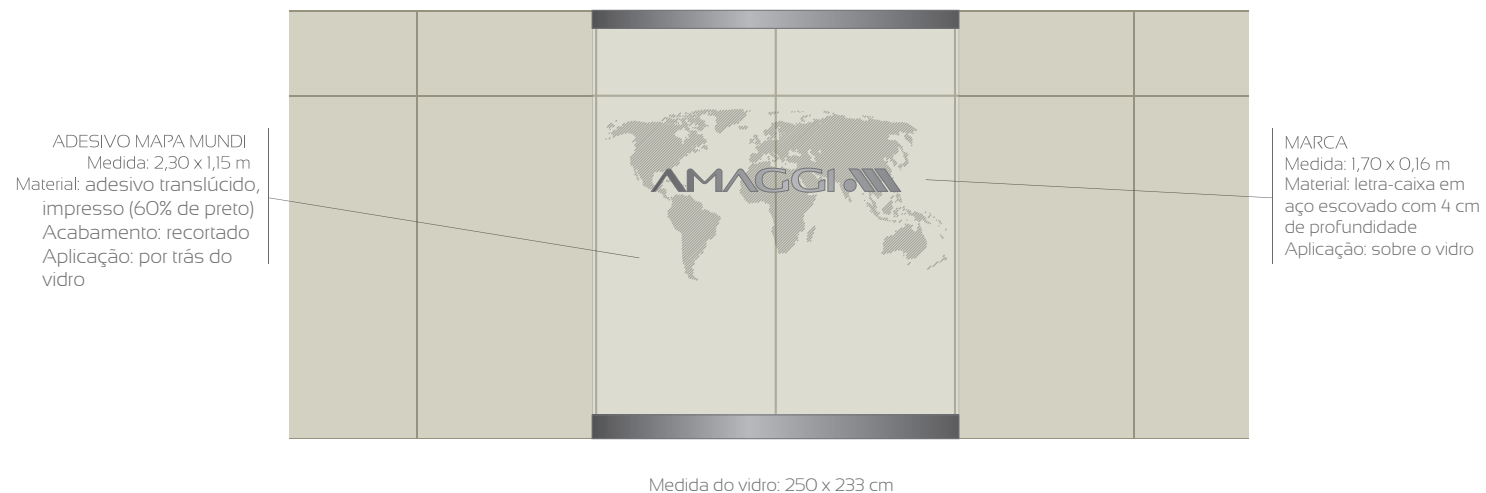 ADESIVO MAPA MUNDI
Medida: 2,30 x 1,15 m
Material: adesivo translúcido,
impresso (60% de preto)
Acabamento: recortado
Aplicação: por trás do
vidro
AMAGGI
MARCA
Medida: 1,70 x 0,16 m
Material: letra-caixa em
aço escovado com 4 cm
de profundidade
Aplicação: sobre o vidro
Medida do vidro: 250 x 233 cm